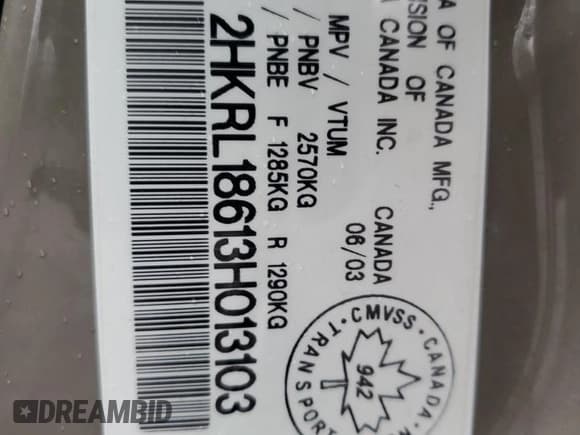 A OF CANADA MFG.,
SION OF
CANADA INC.
CANADA
06/03
MPV / VTUM
/ PNBV 2570KG
/ PNBE F 1285KG R 1290KG
2HKRL18613H013103
CMVSS · CANADA ·
TRANSPORT
942
DREAMBID